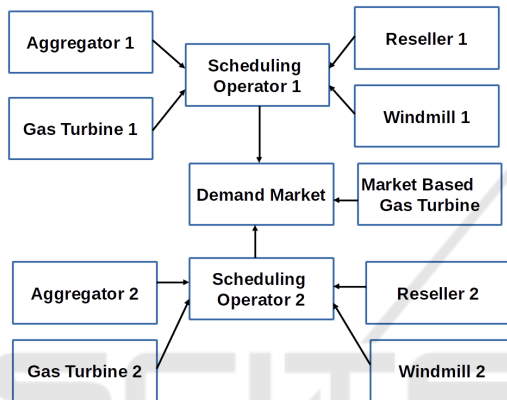 Aggregator 1
Reseller 1
Scheduling
Operator 1
Gas Turbine 1
Windmill 1
Demand Market
Market Based
Gas Turbine
Aggregator 2
Scheduling
Operator 2
Reseller 2
Gas Turbine 2
Windmill 2